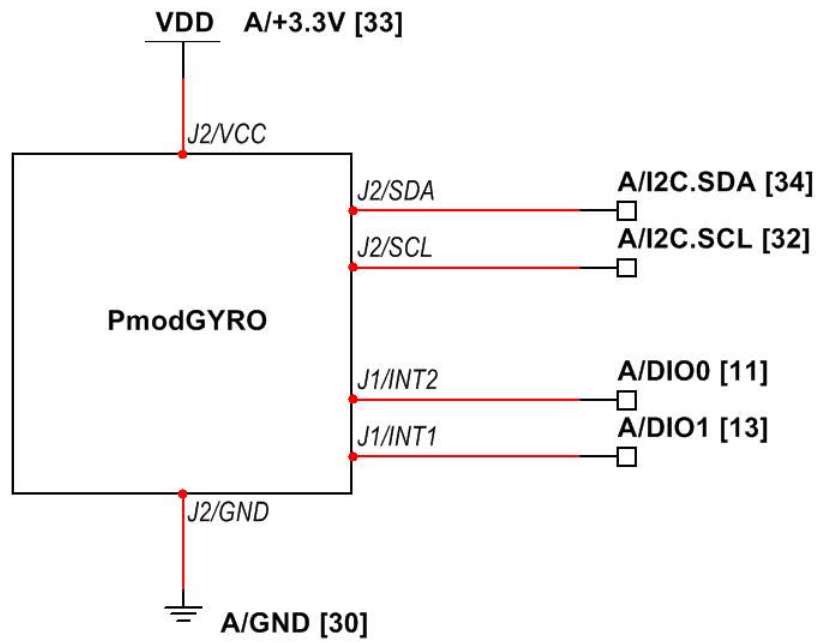 VDD A/+3.3V [33]
J2/VCC
J2/SDA
A/I2C.SDA [34]
J2/SCL
A/I2C.SCL [32]
PmodGYRO
J1/INT2
A/DIO0 [11]
J1/INT1
A/DIO1 [13]
J2/GND
A/GND [30]